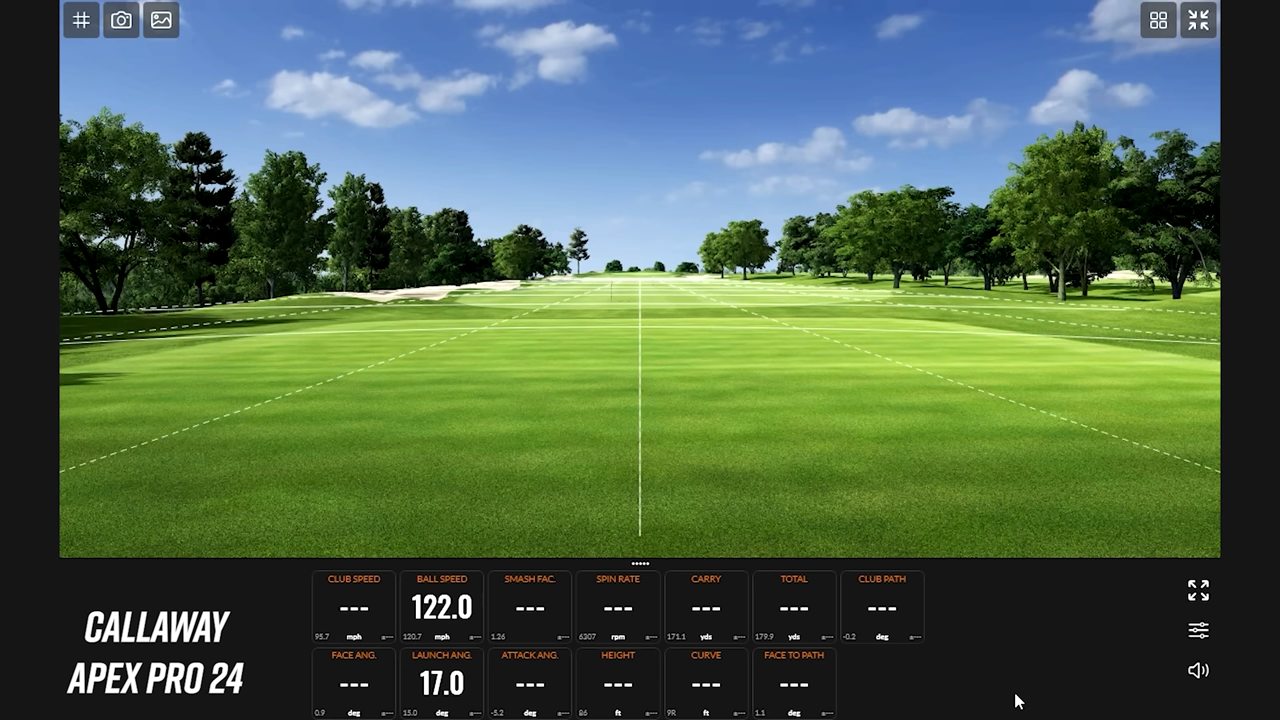 CLUB SPEED BALL SPEED SMASH FAC. SPIN RATE CARRY TOTAL CLUB PATH
--- 122.0 --- --- --- --- ---
95.7 mph 120.7 mph 1.26 6307 rpm 171.1 yds 179.9 yds -0.2 deg
CALLAWAY
APEX PRO 24
FACE ANG. LAUNCH ANG. ATTACK ANG. HEIGHT CURVE FACE TO PATH
--- 17.0 --- --- --- ---
0.9 deg 15.0 deg -5.2 deg 86 ft 9R ft 1.1 deg